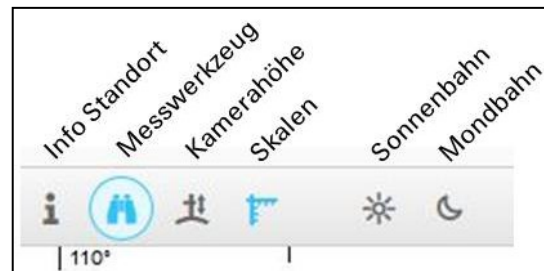 Info Standort
Messwerkzeug
Kamerahöhe
Skalen
Sonnenbahn
Mondbahn
110°